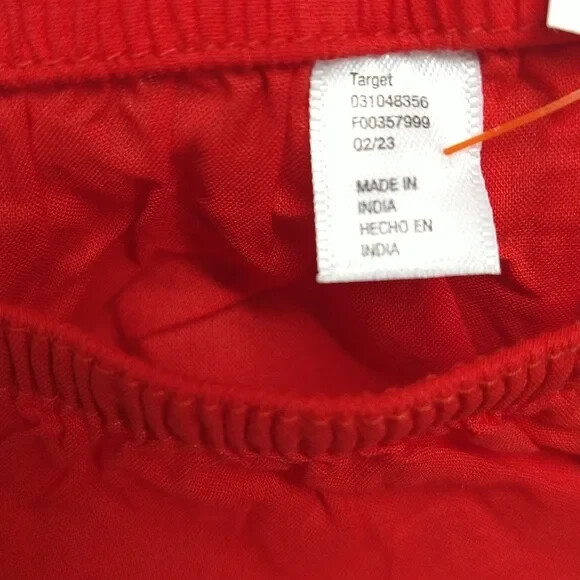 Target
031048356
F00357999
02/23
MADE IN
INDIA
HECHO EN
INDIA